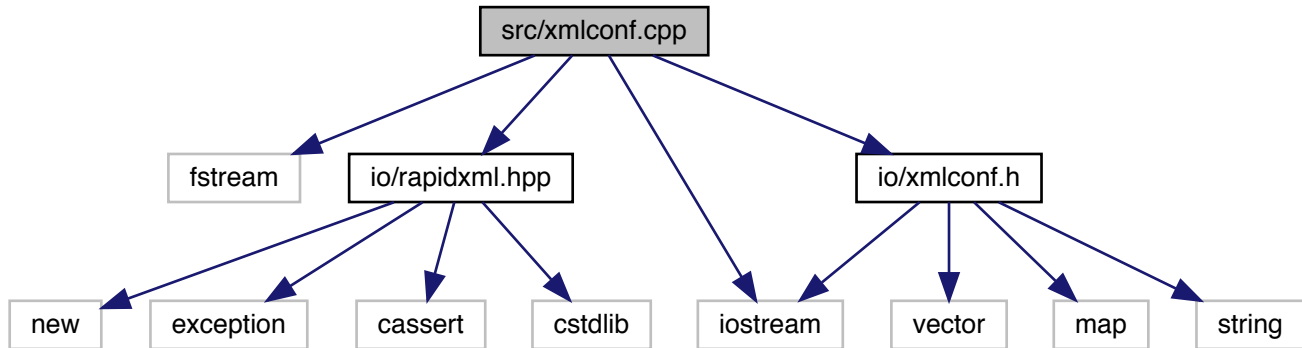 src/xmlconf.cpp
fstream
io/rapidxml.hpp
io/xmlconf.h
new
exception
cassert
cstdlib
iostream
vector
map
string